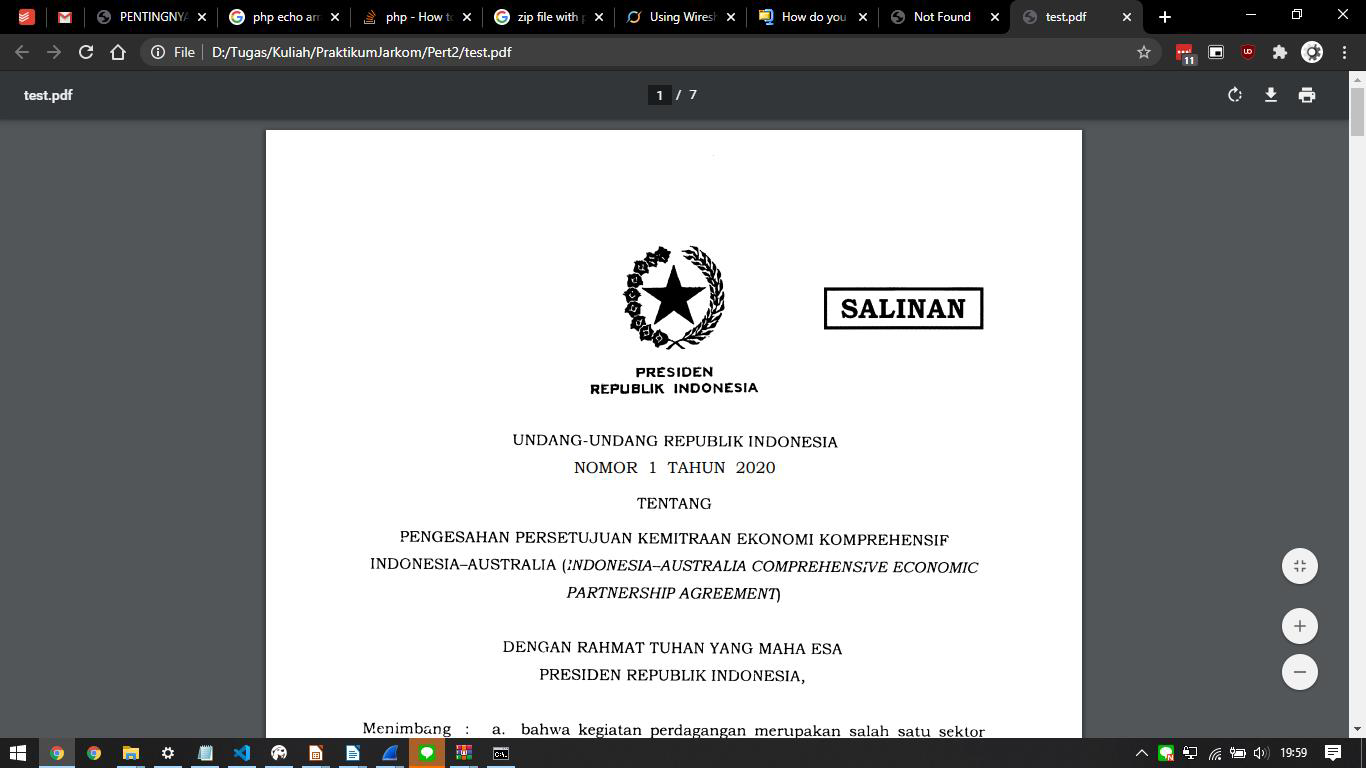 PENTINGNYA
php echo arr
php - How to
zip file with p
Using Wiresh
How do you
Not Found
test.pdf
File D:/Tugas/Kuliah/PraktikumJarkom/Pert2/test.pdf
11
test.pdf
1 / 7
SALINAN
PRESIDEN
REPUBLIK INDONESIA
UNDANG-UNDANG REPUBLIK INDONESIA
NOMOR 1 TAHUN 2020
TENTANG
PENGESAHAN PERSETUJUAN KEMITRAAN EKONOMI KOMPREHENSIF
INDONESIA–AUSTRALIA (INDONESIA–AUSTRALIA COMPREHENSIVE ECONOMIC
PARTNERSHIP AGREEMENT)
DENGAN RAHMAT TUHAN YANG MAHA ESA
PRESIDEN REPUBLIK INDONESIA,
Menimbang : a. bahwa kegiatan perdagangan merupakan salah satu sektor
19:59